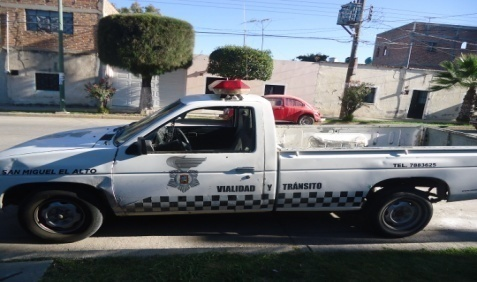 SAN MIGUEL EL ALTO
VIALIDAD Y TRÁNSITO
TEL. 7883625